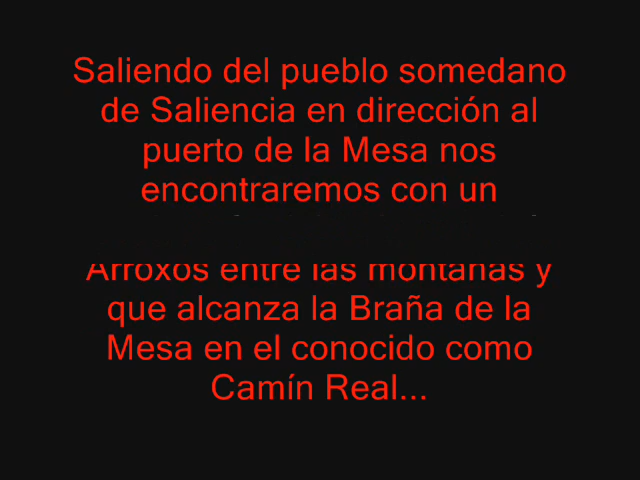 Saliendo del pueblo somedano
de Saliencia en dirección al
puerto de la Mesa nos
encontraremos con un
Arroxos entre las montañas y
que alcanza la Braña de la
Mesa en el conocido como
Camín Real...